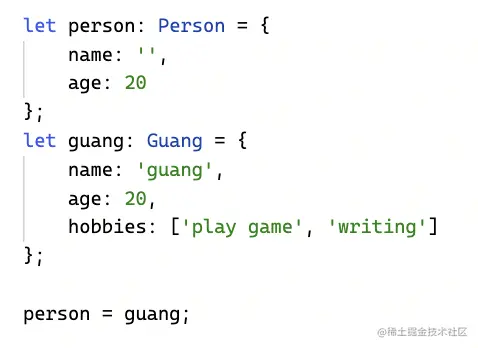 let person: Person = {
    name: '',
    age: 20
};
let guang: Guang = {
    name: 'guang',
    age: 20,
    hobbies: ['play game', 'writing']
};

person = guang;
@稀土掘金技术社区